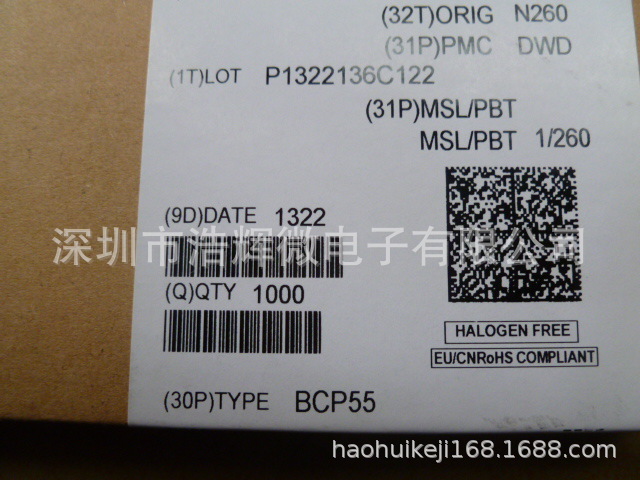 (32T)ORIG N260
(31P)PMC DWD
(1T)LOT P1322136C122
(31P)MSL/PBT
MSL/PBT 1/260
(9D)DATE 1322
深圳市浩辉微电子有限公司
(Q)QTY 1000
HALOGEN FREE
EU/CNRoHS COMPLIANT
(30P)TYPE BCP55
haohuikeji168.1688.com